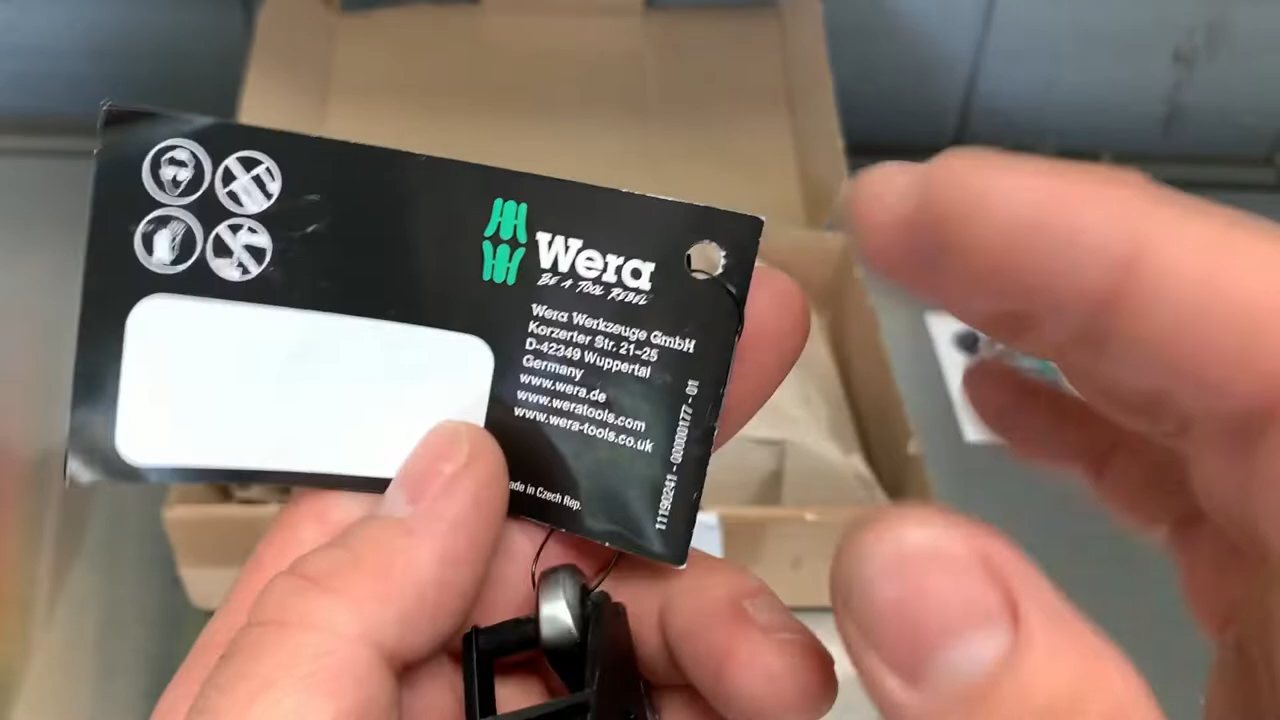 Wera
BE A TOOL REBEL
Wera Werkzeuge GmbH
Korzerter Str. 21-25
D-42349 Wuppertal
Germany
www.wera.de
www.weratools.com
www.wera-tools.co.uk
ade in Czech Rep.
11190241 - 00000177 - 01